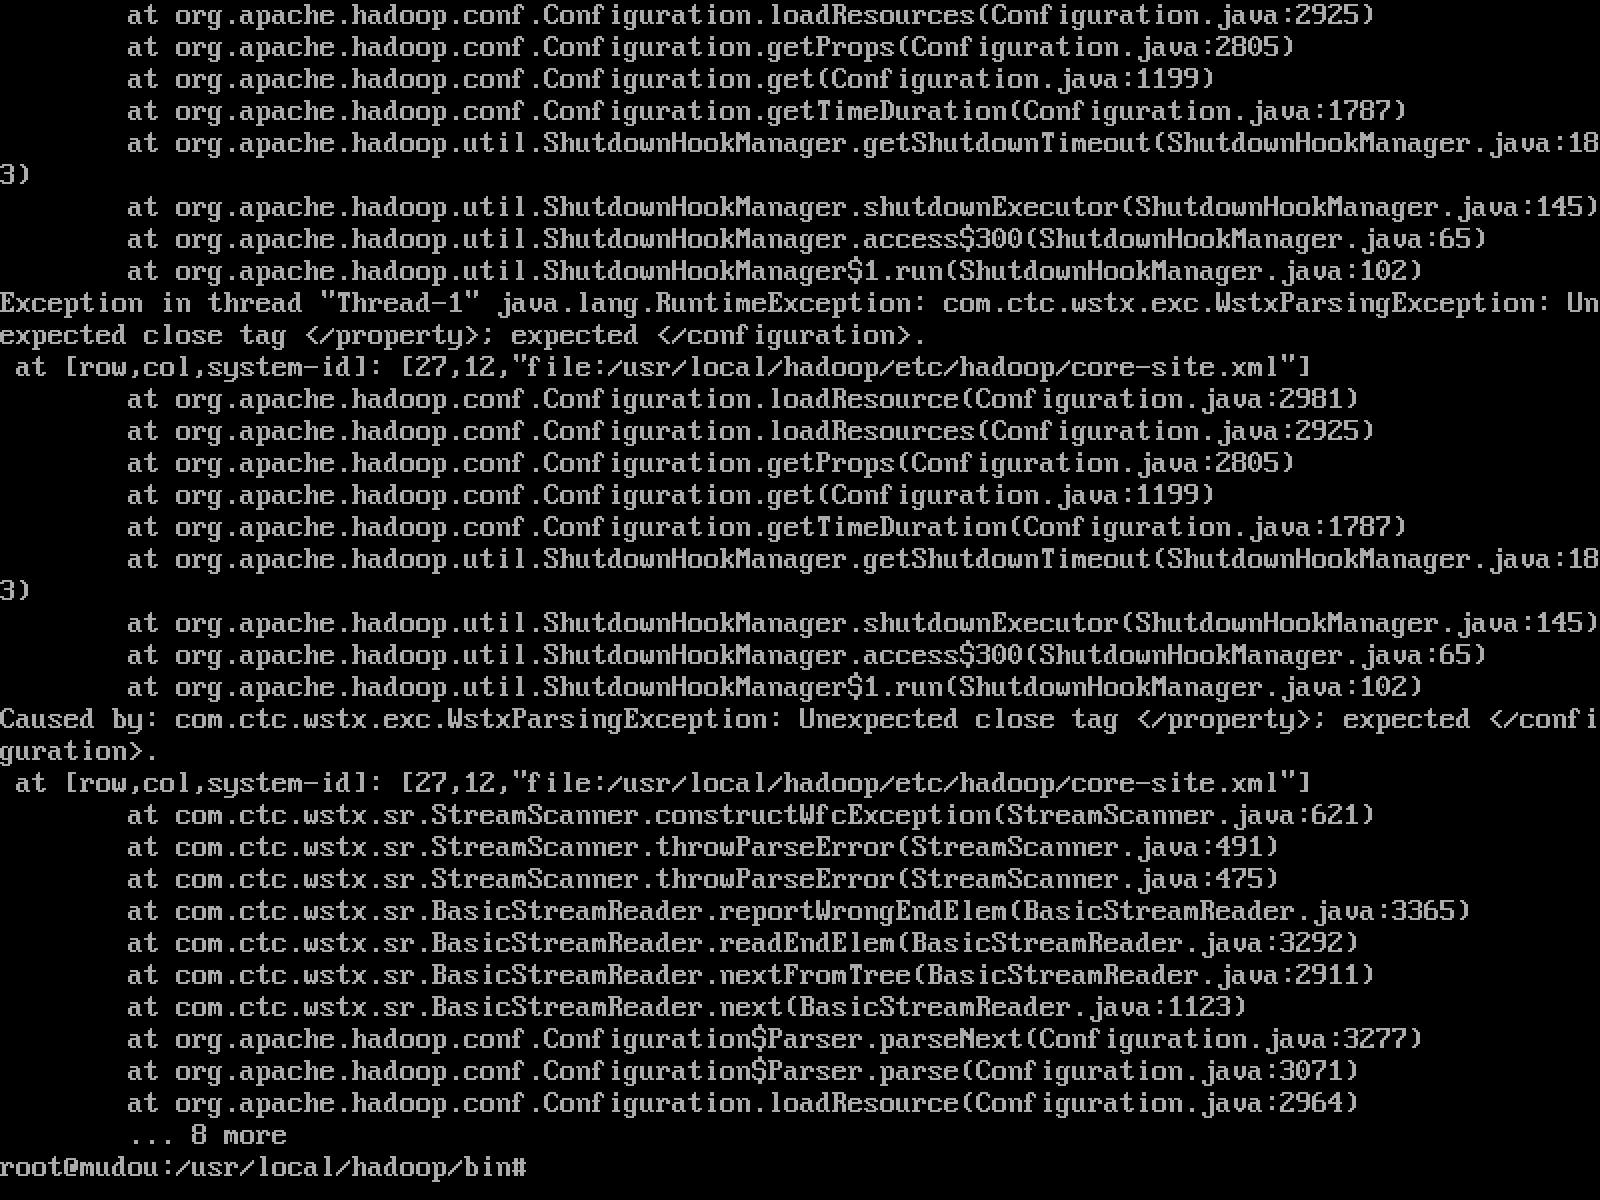 at org.apache.hadoop.conf.Configuration.loadResources(Configuration.java:2925)
at org.apache.hadoop.conf.Configuration.getProps(Configuration.java:2805)
at org.apache.hadoop.conf.Configuration.get(Configuration.java:1199)
at org.apache.hadoop.conf.Configuration.getTimeDuration(Configuration.java:1787)
at org.apache.hadoop.util.ShutdownHookManager.getShutdownTimeout(ShutdownHookManager.java:18
3)
at org.apache.hadoop.util.ShutdownHookManager.shutdownExecutor(ShutdownHookManager.java:145)
at org.apache.hadoop.util.ShutdownHookManager.access$300(ShutdownHookManager.java:65)
at org.apache.hadoop.util.ShutdownHookManager$1.run(ShutdownHookManager.java:102)
Exception in thread "Thread-1" java.lang.RuntimeException: com.ctc.wstx.exc.WstxParsingException: Un
expected close tag </property>; expected </configuration>.
at [row,col,system-id]: [27,12,"file:/usr/local/hadoop/etc/hadoop/core-site.xml"]
at org.apache.hadoop.conf.Configuration.loadResource(Configuration.java:2981)
at org.apache.hadoop.conf.Configuration.loadResources(Configuration.java:2925)
at org.apache.hadoop.conf.Configuration.getProps(Configuration.java:2805)
at org.apache.hadoop.conf.Configuration.get(Configuration.java:1199)
at org.apache.hadoop.conf.Configuration.getTimeDuration(Configuration.java:1787)
at org.apache.hadoop.util.ShutdownHookManager.getShutdownTimeout(ShutdownHookManager.java:18
3)
at org.apache.hadoop.util.ShutdownHookManager.shutdownExecutor(ShutdownHookManager.java:145)
at org.apache.hadoop.util.ShutdownHookManager.access$300(ShutdownHookManager.java:65)
at org.apache.hadoop.util.ShutdownHookManager$1.run(ShutdownHookManager.java:102)
Caused by: com.ctc.wstx.exc.WstxParsingException: Unexpected close tag </property>; expected </confi
guration>.
at [row,col,system-id]: [27,12,"file:/usr/local/hadoop/etc/hadoop/core-site.xml"]
at com.ctc.wstx.sr.StreamScanner.constructWfcException(StreamScanner.java:621)
at com.ctc.wstx.sr.StreamScanner.throwParseError(StreamScanner.java:491)
at com.ctc.wstx.sr.StreamScanner.throwParseError(StreamScanner.java:475)
at com.ctc.wstx.sr.BasicStreamReader.reportWrongEndElem(BasicStreamReader.java:3365)
at com.ctc.wstx.sr.BasicStreamReader.readEndElem(BasicStreamReader.java:3292)
at com.ctc.wstx.sr.BasicStreamReader.nextFromTree(BasicStreamReader.java:2911)
at com.ctc.wstx.sr.BasicStreamReader.next(BasicStreamReader.java:1123)
at org.apache.hadoop.conf.Configuration$Parser.parseNext(Configuration.java:3277)
at org.apache.hadoop.conf.Configuration$Parser.parse(Configuration.java:3071)
at org.apache.hadoop.conf.Configuration.loadResource(Configuration.java:2964)
... 8 more
root@mudou:/usr/local/hadoop/bin#